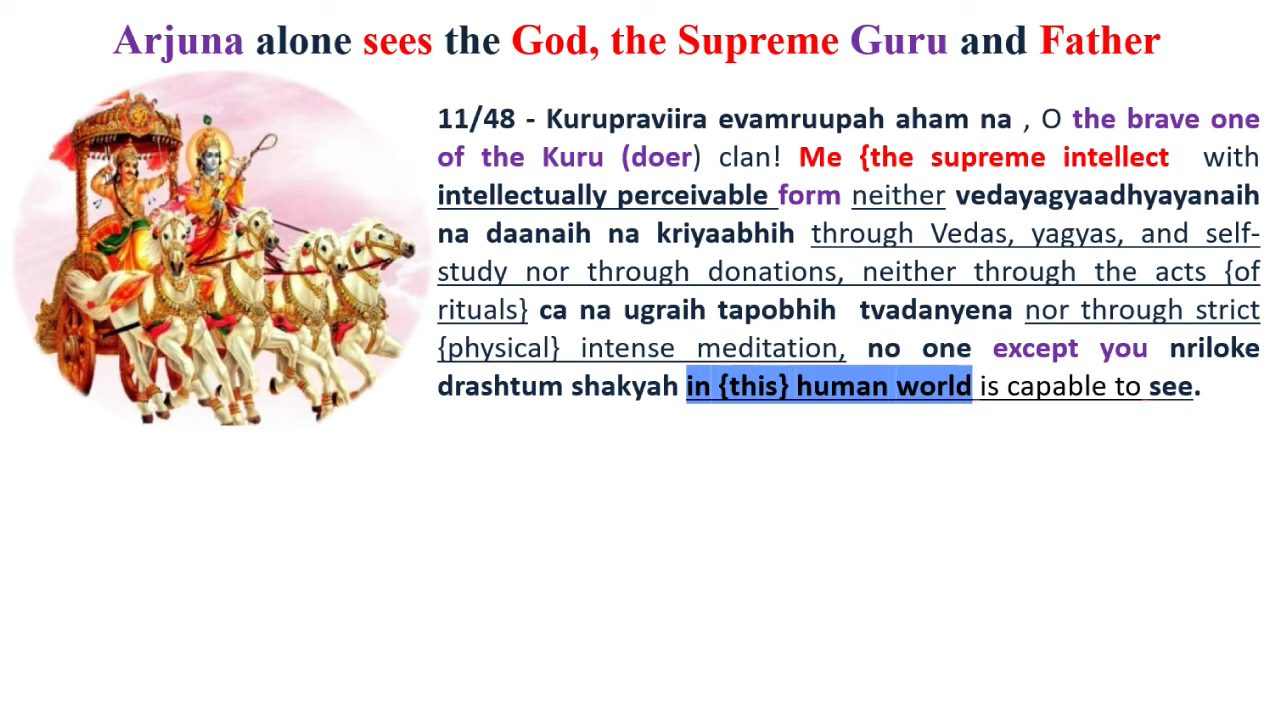 Arjuna alone sees the God, the Supreme Guru and Father
11/48 - Kurupraviira evamruupah aham na , O the brave one
of the Kuru (doer) clan! Me {the supreme intellect with
intellectually perceivable form neither vedayagyaadhyayanaih
na daanaih na kriyaabhih through Vedas, yagyas, and self-
study nor through donations, neither through the acts {of
rituals} ca na ugraih tapobhih tvadanyena nor through strict
{physical} intense meditation, no one except you nriloke
drashtum shakyah in {this} human world is capable to see.